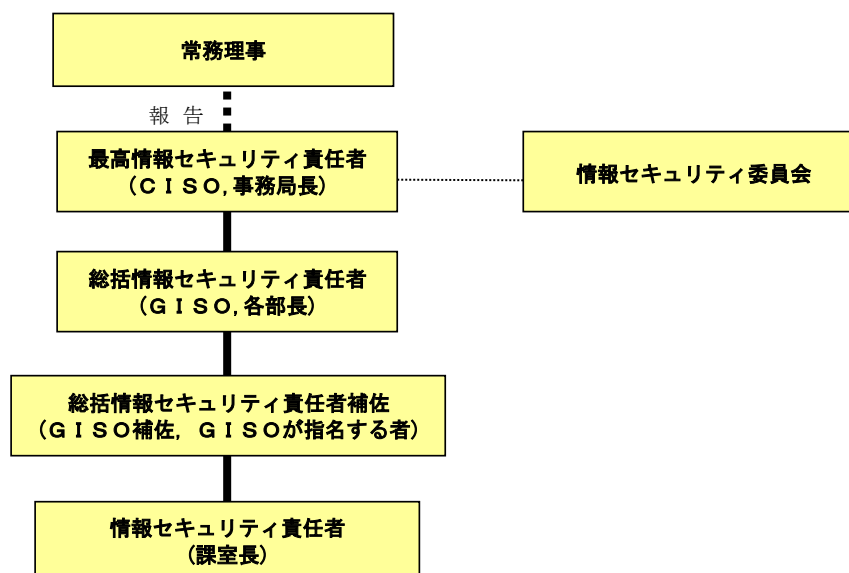 常務理事
報 告
最高情報セキュリティ責任者
（ＣＩＳＯ,事務局長）
情報セキュリティ委員会
総括情報セキュリティ責任者
（ＧＩＳＯ,各部長）
総括情報セキュリティ責任者補佐
（ＧＩＳＯ補佐，ＧＩＳＯが指名する者）
情報セキュリティ責任者
（課室長）